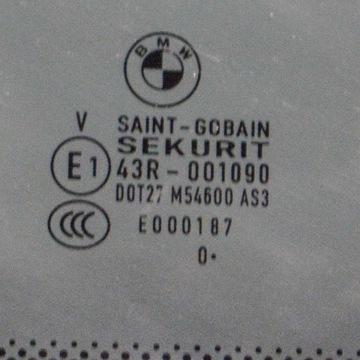 BMW
V SAINT-GOBAIN
SEKURIT
E1 43R-001090
DOT27 M54600 AS3
CCC E000187
0.